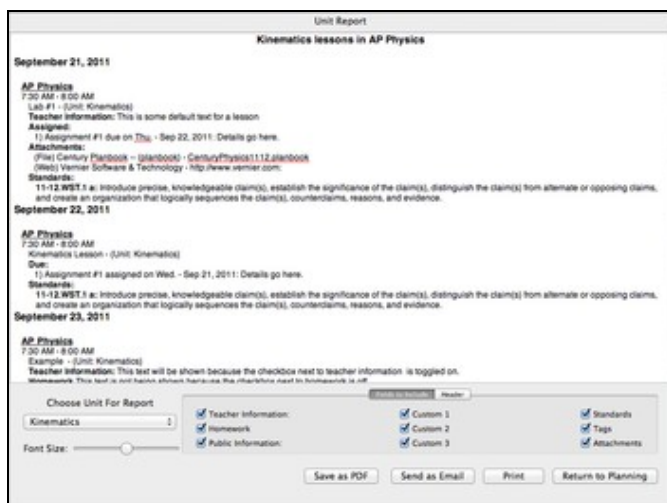 Unit Report
Kinematics lessons in AP Physics
September 21, 2011
AP Physics
7:30 AM - 8:00 AM
Lab #1 - (Unit: Kinematics)
Teacher Information: This is some default text for a lesson
Assigned:
1) Assignment #1 due on Thu. - Sep 22, 2011: Details go here.
Attachments:
(File) Century Planbook -- (planbook) - CenturyPhysics1112.planbook
(Web) Vernier Software & Technology - http://www.vernier.com:
Standards:
11-12.WST.1 a: Introduce precise, knowledgeable claim(s), establish the significance of the claim(s), distinguish the claim(s) from alternate or opposing claims,
and create an organization that logically sequences the claim(s), counterclaims, reasons, and evidence.
September 22, 2011
AP Physics
7:30 AM - 8:00 AM
Kinematics Lesson - (Unit: Kinematics)
Due:
1) Assignment #1 assigned on Wed. - Sep 21, 2011: Details go here.
Standards:
11-12.WST.1 a: Introduce precise, knowledgeable claim(s), establish the significance of the claim(s), distinguish the claim(s) from alternate or opposing claims,
and create an organization that logically sequences the claim(s), counterclaims, reasons, and evidence.
September 23, 2011
AP Physics
7:30 AM - 8:00 AM
Example - (Unit: Kinematics)
Teacher Information: This text will be shown because the checkbox next to teacher information is toggled on.
Homework This text is not being shown because the checkbox next to homework is off
Fields to Include Header
Choose Unit For Report
Kinematics
Font Size:
Teacher Information: Custom 1 Standards
Homework Custom 2 Tags
Public Information: Custom 3 Attachments
Save as PDF Send as Email Print Return to Planning